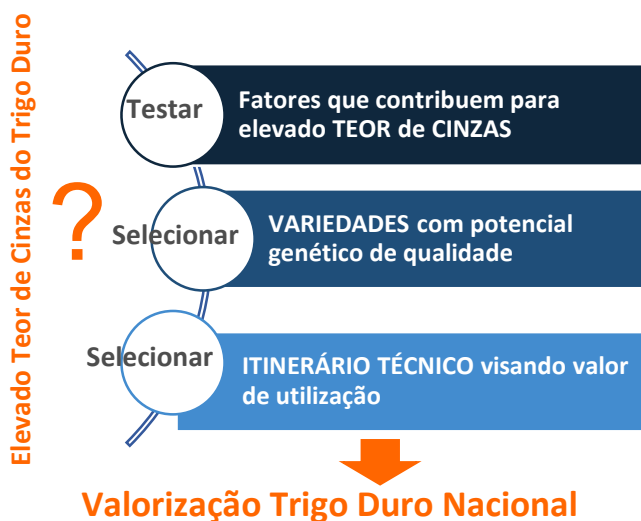 Elevado Teor de Cinzas do Trigo Duro
?
Testar
Fatores que contribuem para
elevado TEOR de CINZAS
Selecionar
VARIEDADES com potencial
genético de qualidade
Selecionar
ITINERÁRIO TÉCNICO visando valor
de utilização
Valorização Trigo Duro Nacional